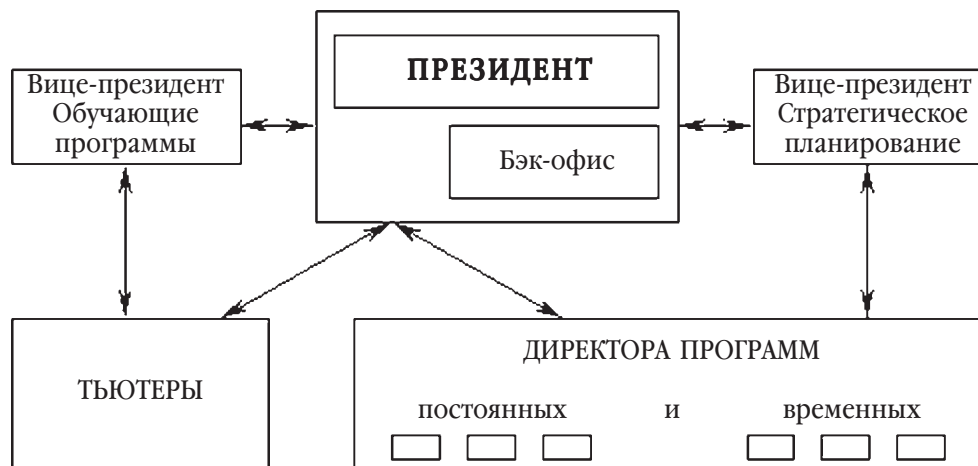 ПРЕЗИДЕНТ
Бэк-офис
Вице-президент
Обучающие
программы
Вице-президент
Стратегическое
планирование
ТЬЮТЕРЫ
ДИРЕКТОРА ПРОГРАММ
постоянных и временных